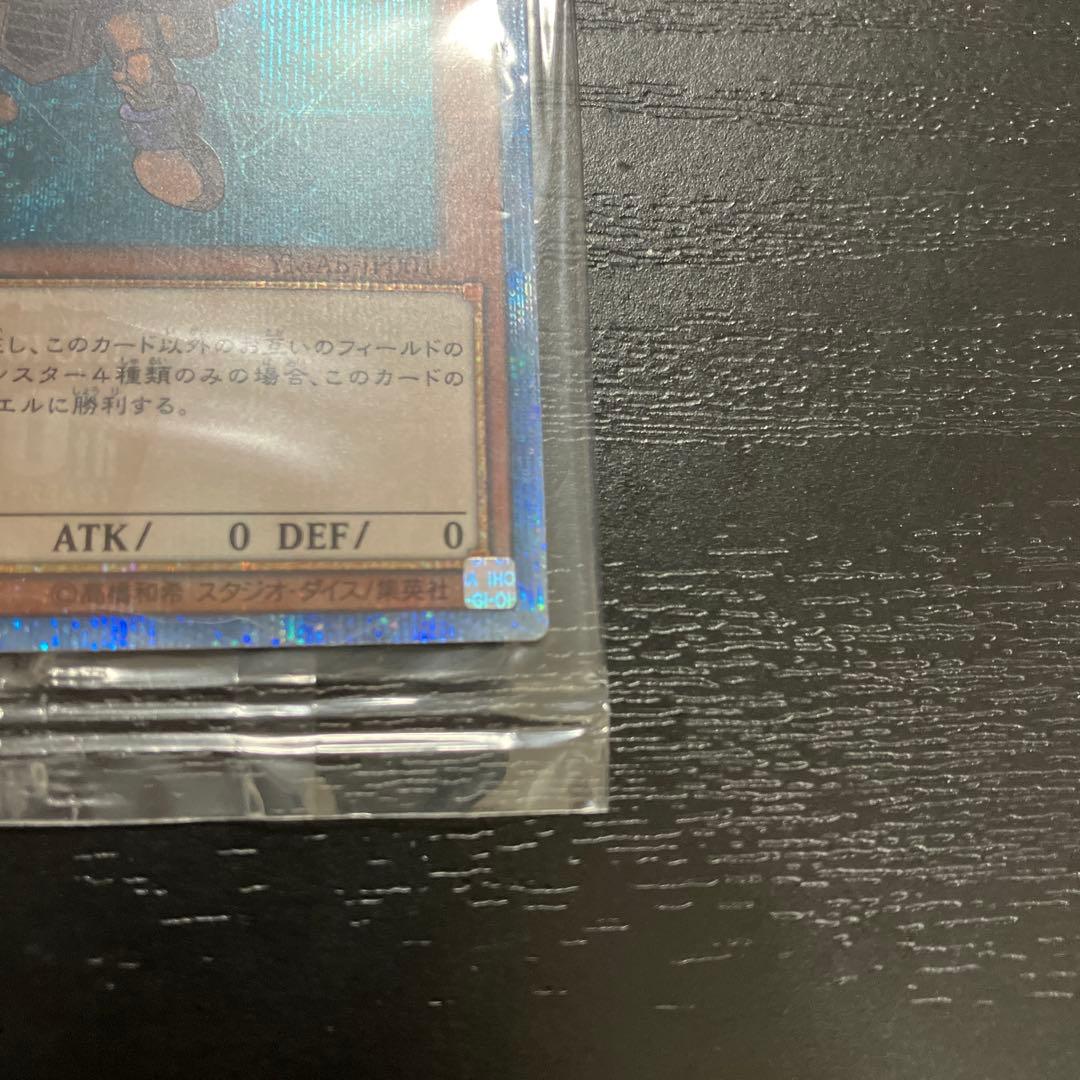 し、このカード以外のお互いのフィールドの
ンスター4種類のみの場合、このカードの
エルに勝利する。
ATK/ 0 DEF/ 0
©高橋和希 スタジオ・ダイス/集英社